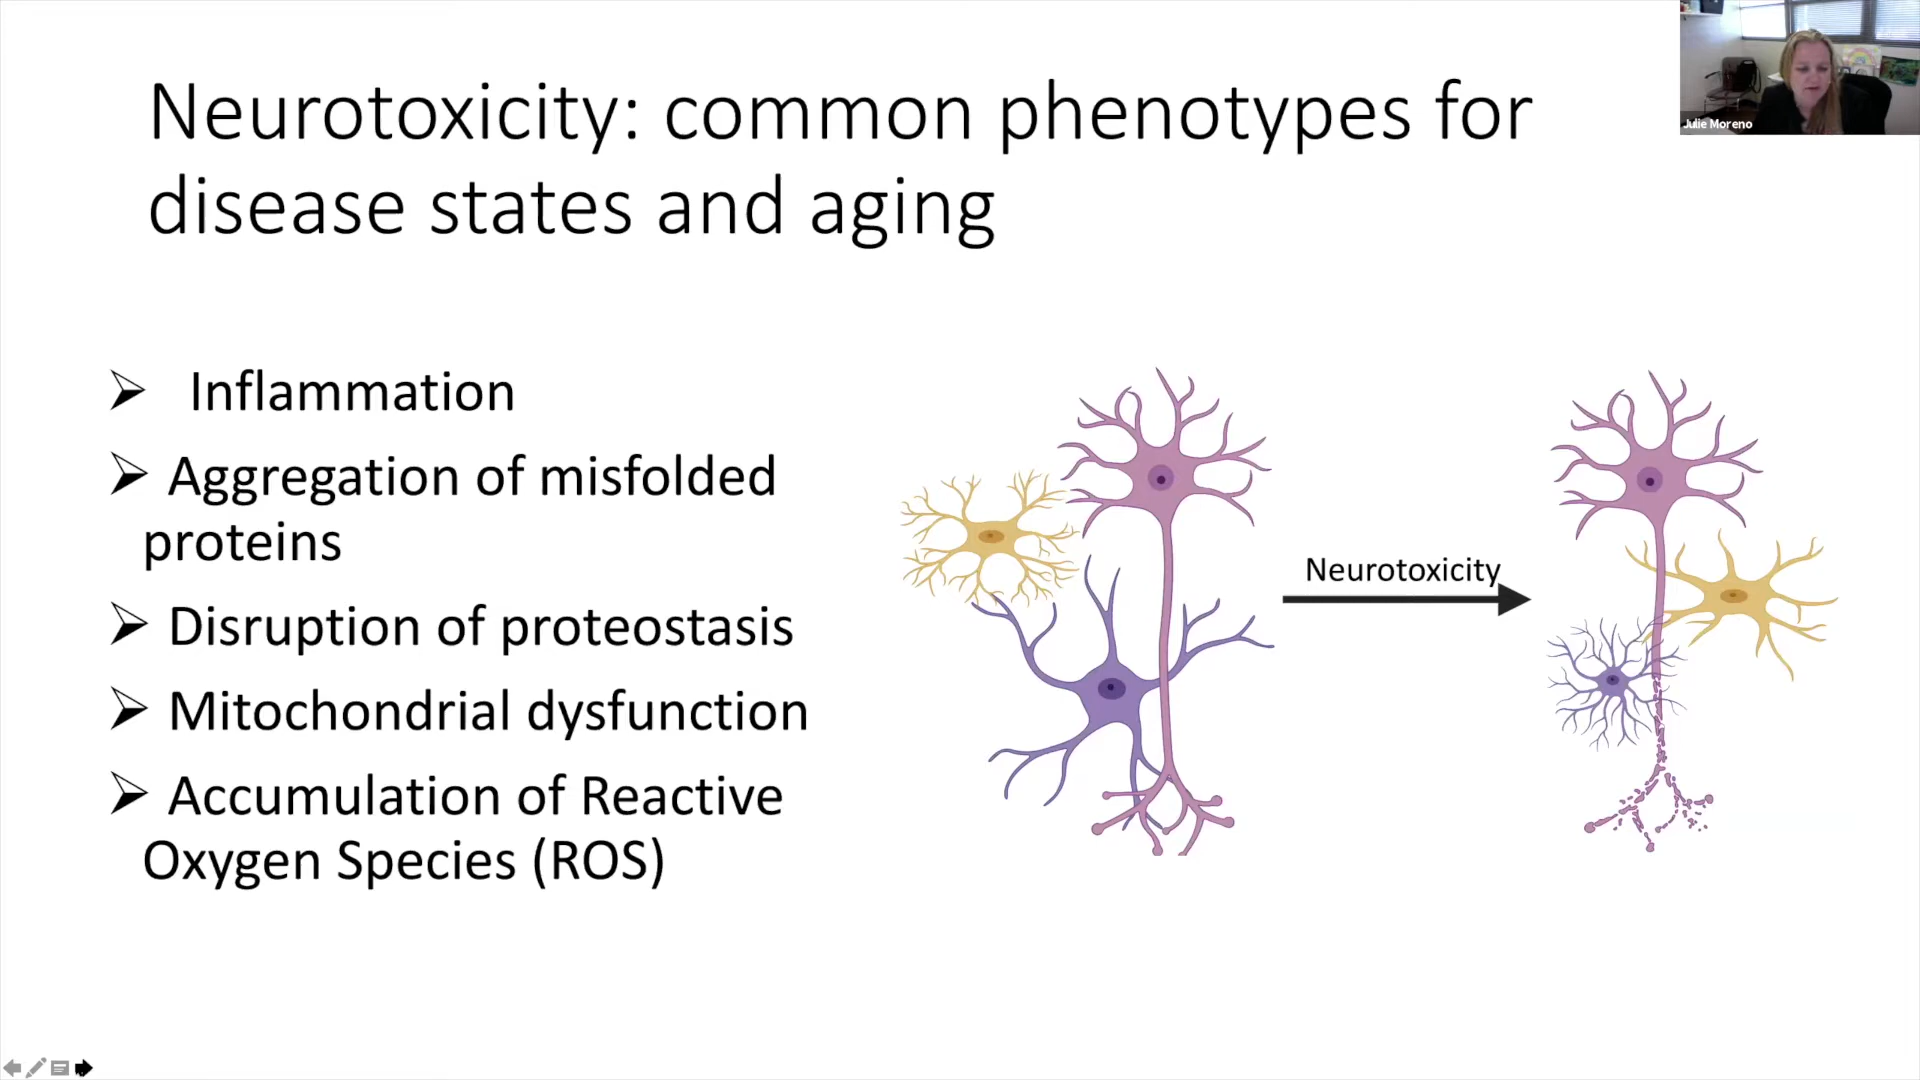 Neurotoxicity: common phenotypes for
disease states and aging
Julie Moreno
➢ Inflammation
➢ Aggregation of misfolded
proteins
➢ Disruption of proteostasis
➢ Mitochondrial dysfunction
➢ Accumulation of Reactive
Oxygen Species (ROS)
Neurotoxicity